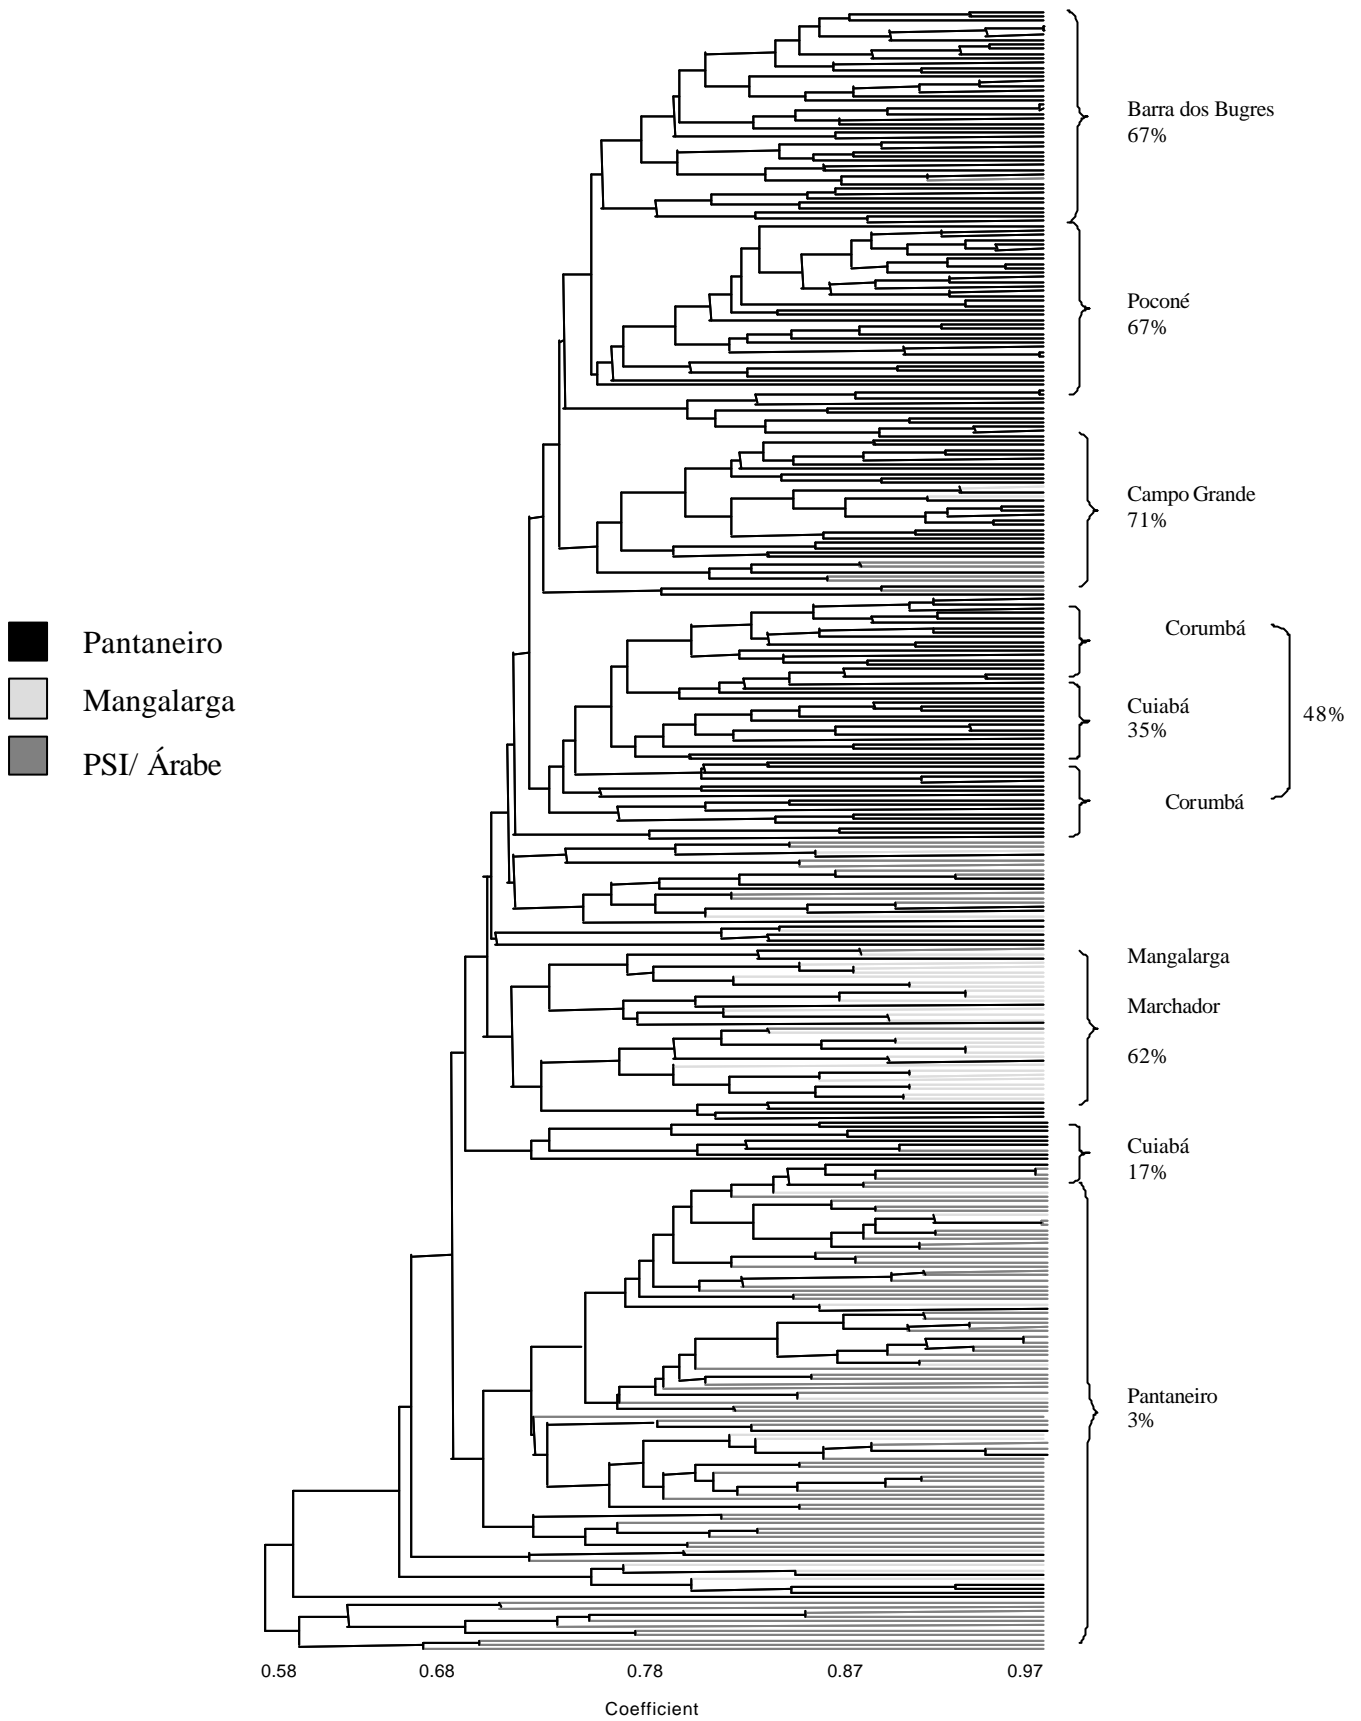 Barra dos Bugres
67%
Poconé
67%
Campo Grande
71%
Corumbá
Pantaneiro
Mangalarga
PSI/ Árabe
Cuiabá
35%
48%
Corumbá
Mangalarga
Marchador
62%
Cuiabá
17%
Pantaneiro
3%
0.58 0.68 0.78 0.87 0.97
Coefficient